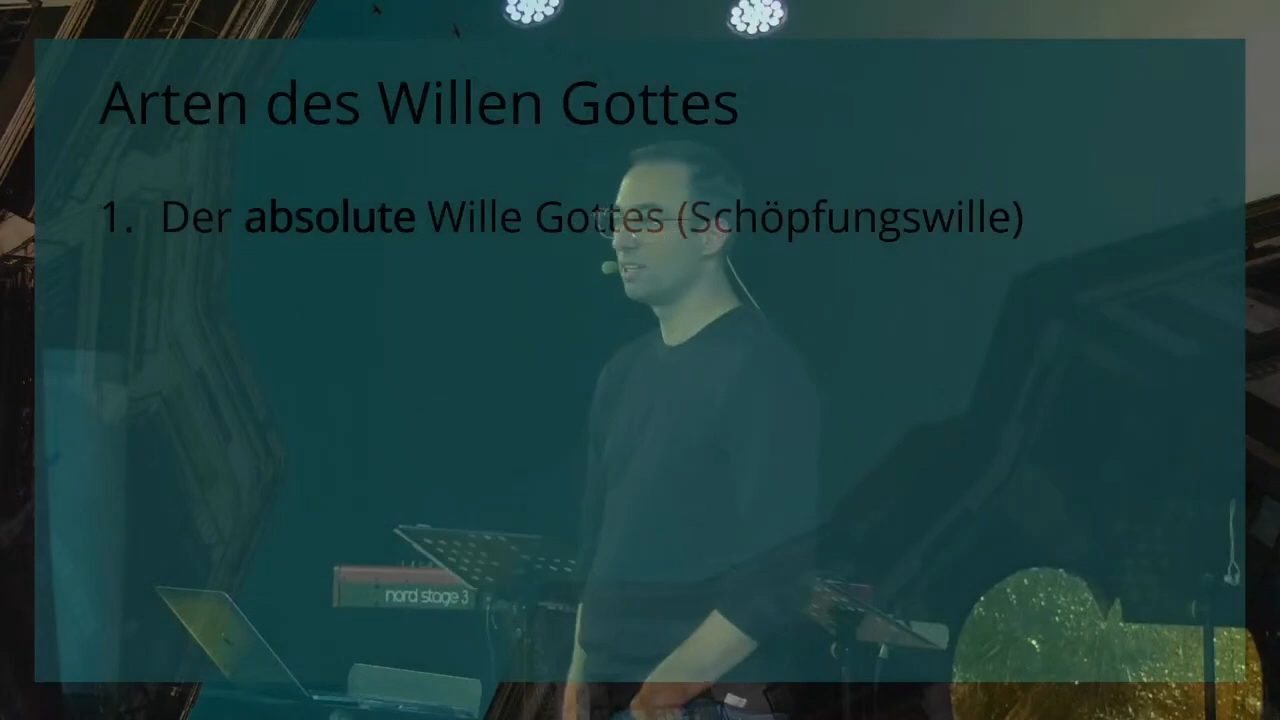 Arten des Willen Gottes
1. Der absolute Wille Gottes (Schöpfungswille)
nord stage 3